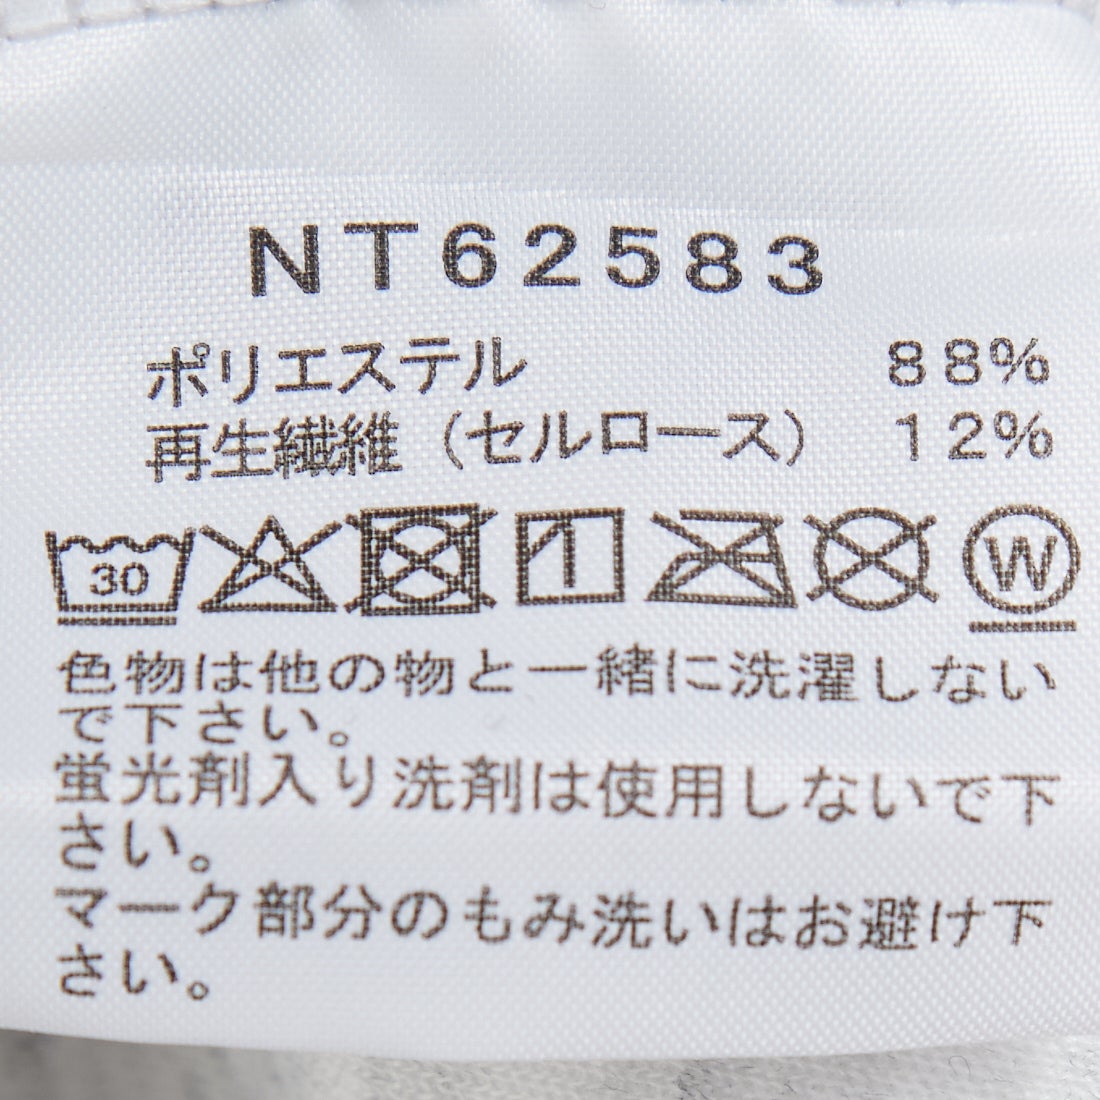 NT62583
ポリエステル 88%
再生繊維（セルロース） 12%
30
W
色物は他の物と一緒に洗濯しない
で下さい。
蛍光剤入り洗剤は使用しないで下
さい。
マーク部分のもみ洗いはお避け下
さい。